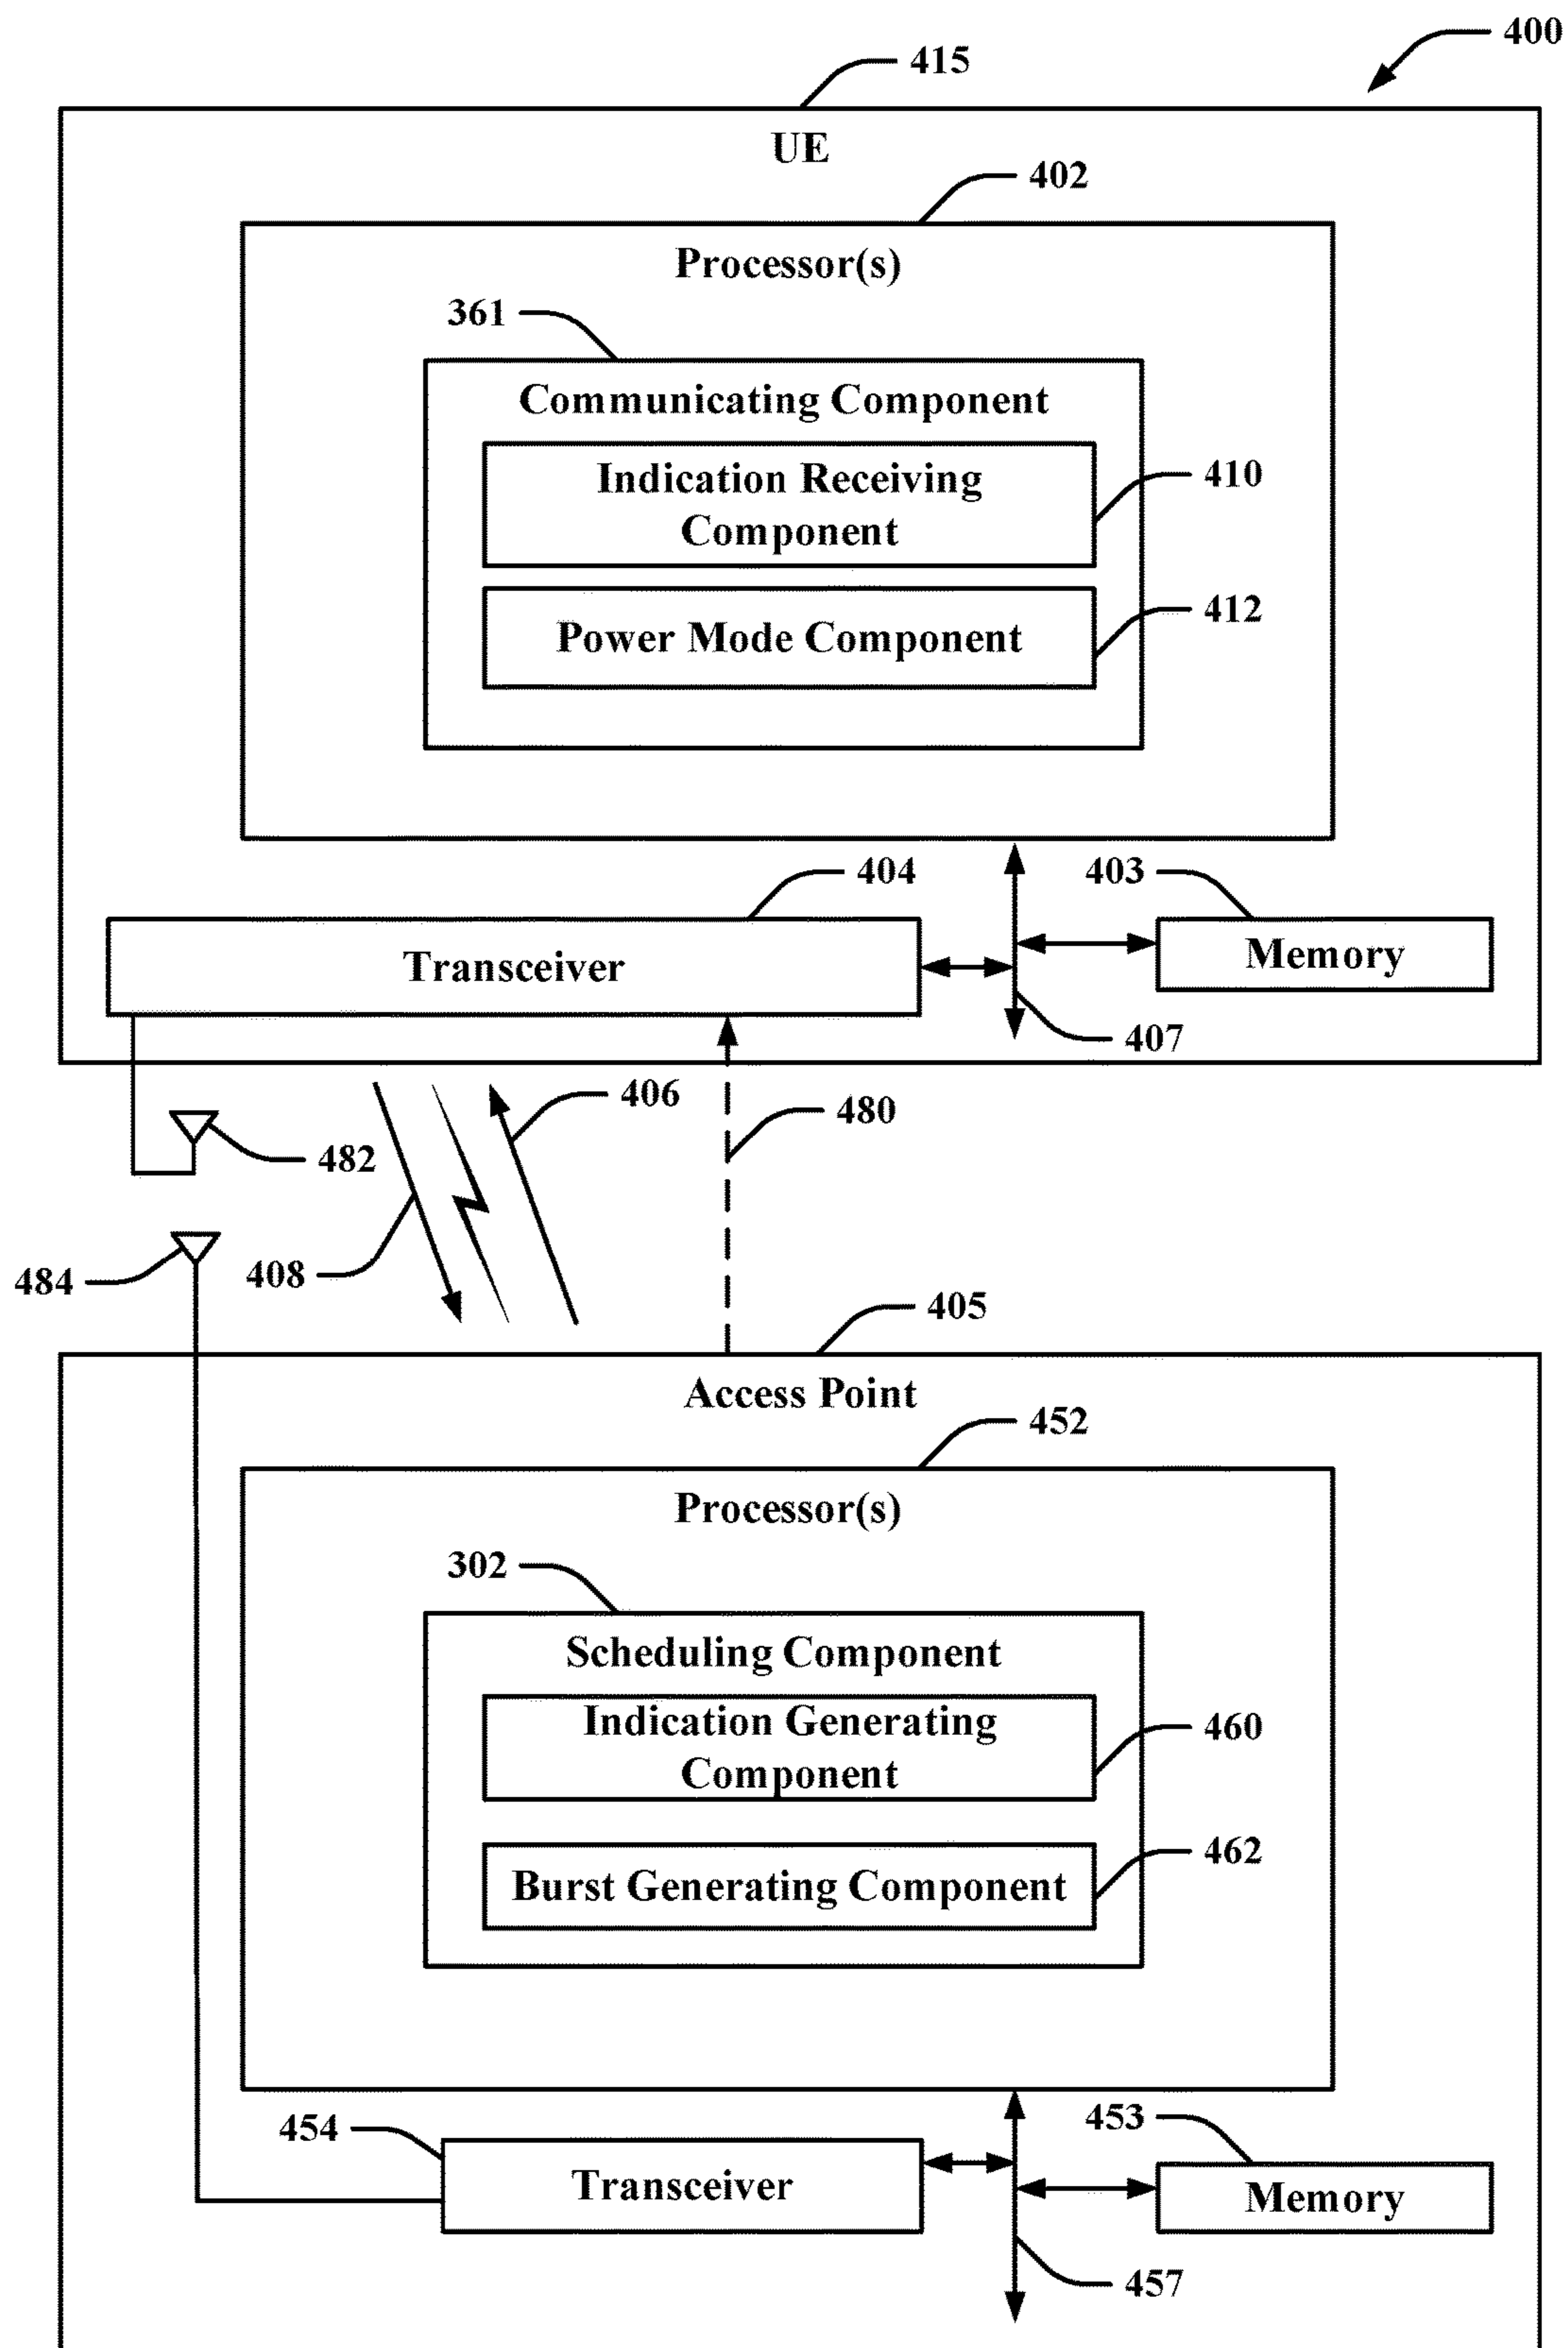 400
415
UE
402
Processor(s)
361
Communicating Component
Indication Receiving
Component
410
Power Mode Component
412
404
403
Transceiver
Memory
407
406
480
482
484
408
405
Access Point
452
Processor(s)
302
Scheduling Component
Indication Generating
Component
460
Burst Generating Component
462
454
453
Transceiver
Memory
457